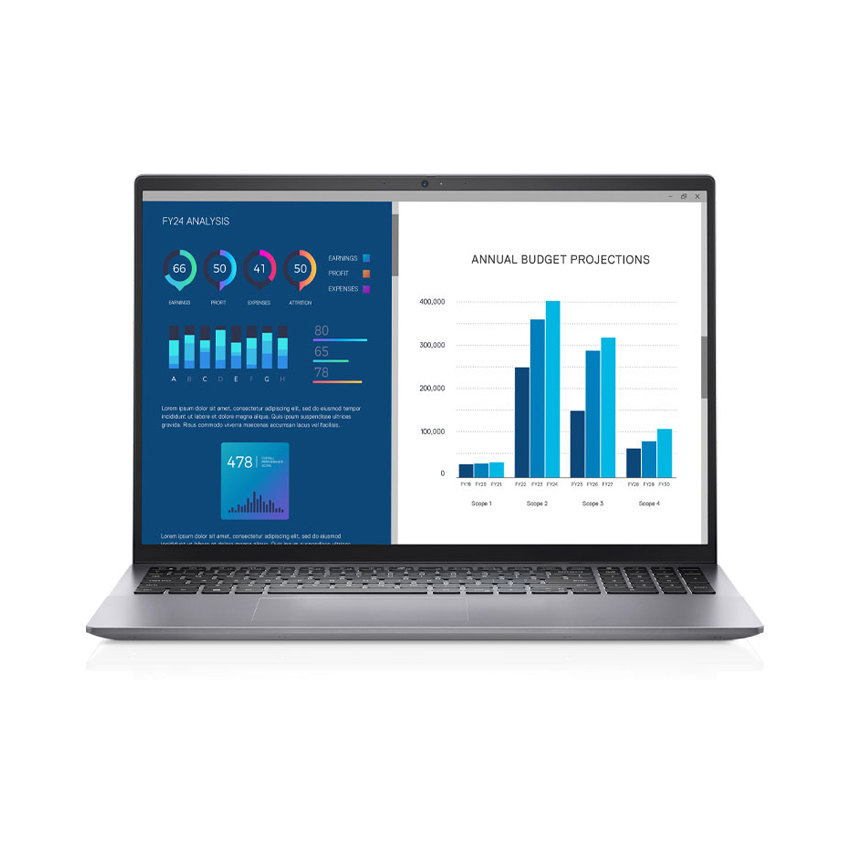 FY24 ANALYSIS
66
50
41
50
EARNINGS
PROFIT
EXPENSES
ATTRITION
EARNINGS
PROFIT
EXPENSES
80
65
78
A B C D E F G H
Lorem ipsum dolor sit amet, consectetur adipiscing elit, sed do eiusmod tempor
incididunt ut labore et dolore magna aliqua. Quis ipsum suspendisse ultrices
gravida. Risus commodo viverra maecenas accumsan lacus vel facilisis.
478
OVERALL
PERFORMANCE
SCORE
Lorem ipsum dolor sit amet, consectetur adipiscing elit, sed do eiusmod
ANNUAL BUDGET PROJECTIONS
400,000
300,000
200,000
100,000
0
FY19 FY20 FY21 FY22 FY23 FY24 FY25 FY26 FY27 FY28 FY29 FY30
Scope 1 Scope 2 Scope 3 Scope 4